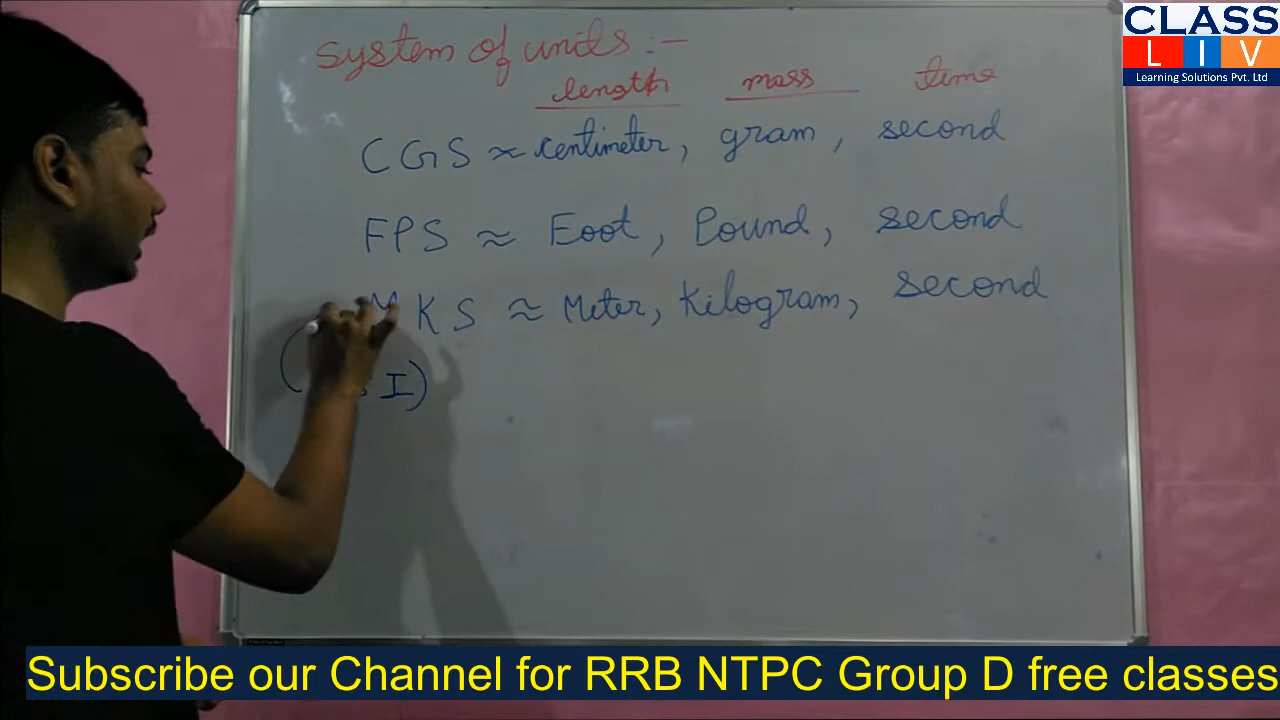 CLASS
L I V
Learning Solutions Pvt. Ltd
System of units :-
length mass time
CGS ≈ centimeter, gram, second
FPS ≈ Foot, Pound, second
MKS ≈ Meter, Kilogram, second
(SI)
Subscribe our Channel for RRB NTPC Group D free classes